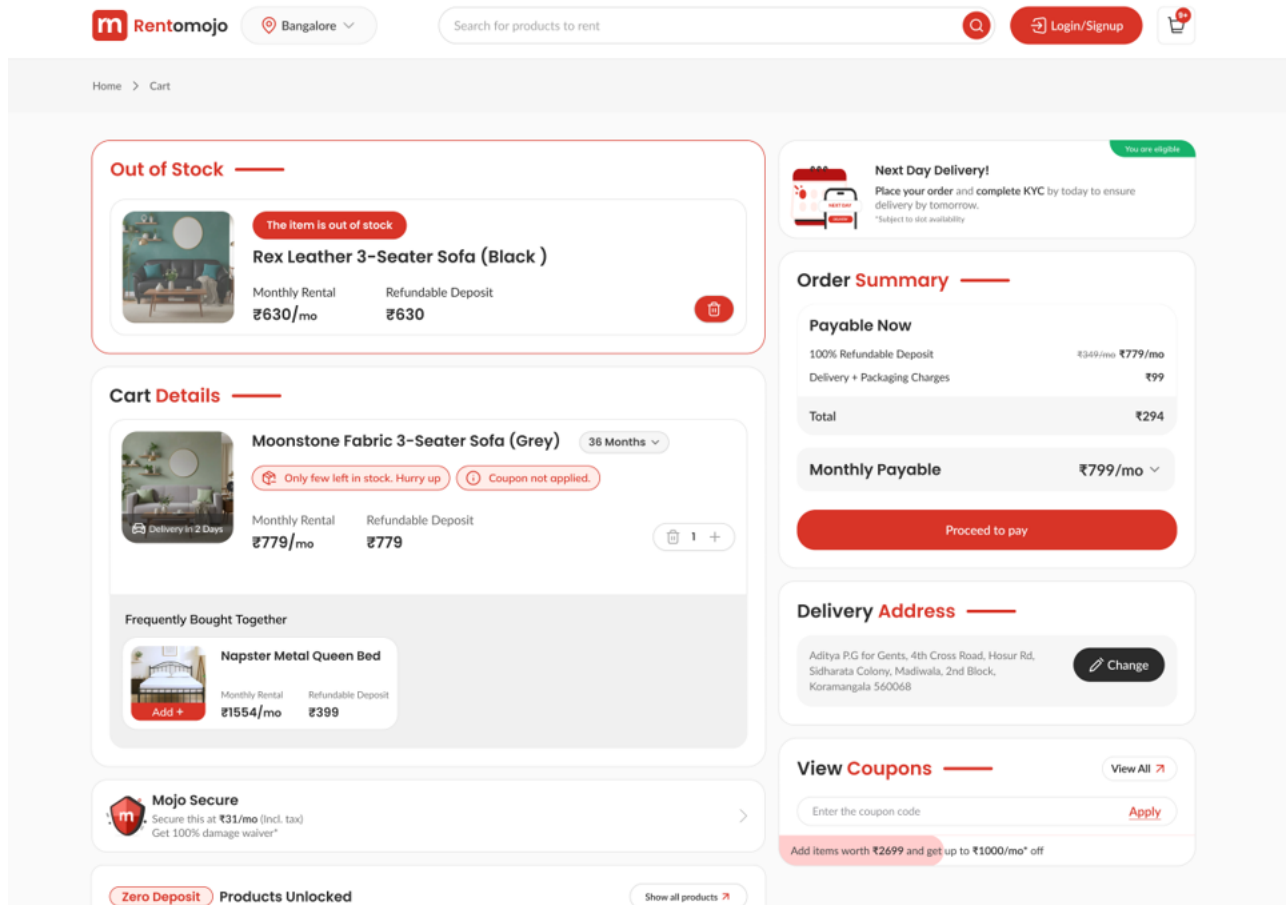 m Rentomojo
Bangalore
Search for products to rent
Login/Signup
9+
Home > Cart
Out of Stock
The item is out of stock
Rex Leather 3-Seater Sofa (Black )
Monthly Rental Refundable Deposit
₹630/mo ₹630
Cart Details
Moonstone Fabric 3-Seater Sofa (Grey) 36 Months
Only few left in stock. Hurry up Coupon not applied.
Delivery in 2 Days
Monthly Rental Refundable Deposit
₹779/mo ₹779
1 +
Frequently Bought Together
Napster Metal Queen Bed
Monthly Rental Refundable Deposit
Add + ₹1554/mo ₹399
m Mojo Secure
Secure this at ₹31/mo (Incl. tax)
Get 100% damage waiver*
Zero Deposit Products Unlocked Show all products
You are eligible
Next Day Delivery!
Place your order and complete KYC by today to ensure
delivery by tomorrow.
*Subject to slot availability
NEXT DAY
Order Summary
Payable Now
100% Refundable Deposit ₹349/mo ₹779/mo
Delivery + Packaging Charges ₹99
Total ₹294
Monthly Payable ₹799/mo
Proceed to pay
Delivery Address
Aditya P.G for Gents, 4th Cross Road, Hosur Rd,
Sidharata Colony, Madiwala, 2nd Block,
Koramangala 560068
Change
View Coupons View All
Enter the coupon code Apply
Add items worth ₹2699 and get up to ₹1000/mo* off